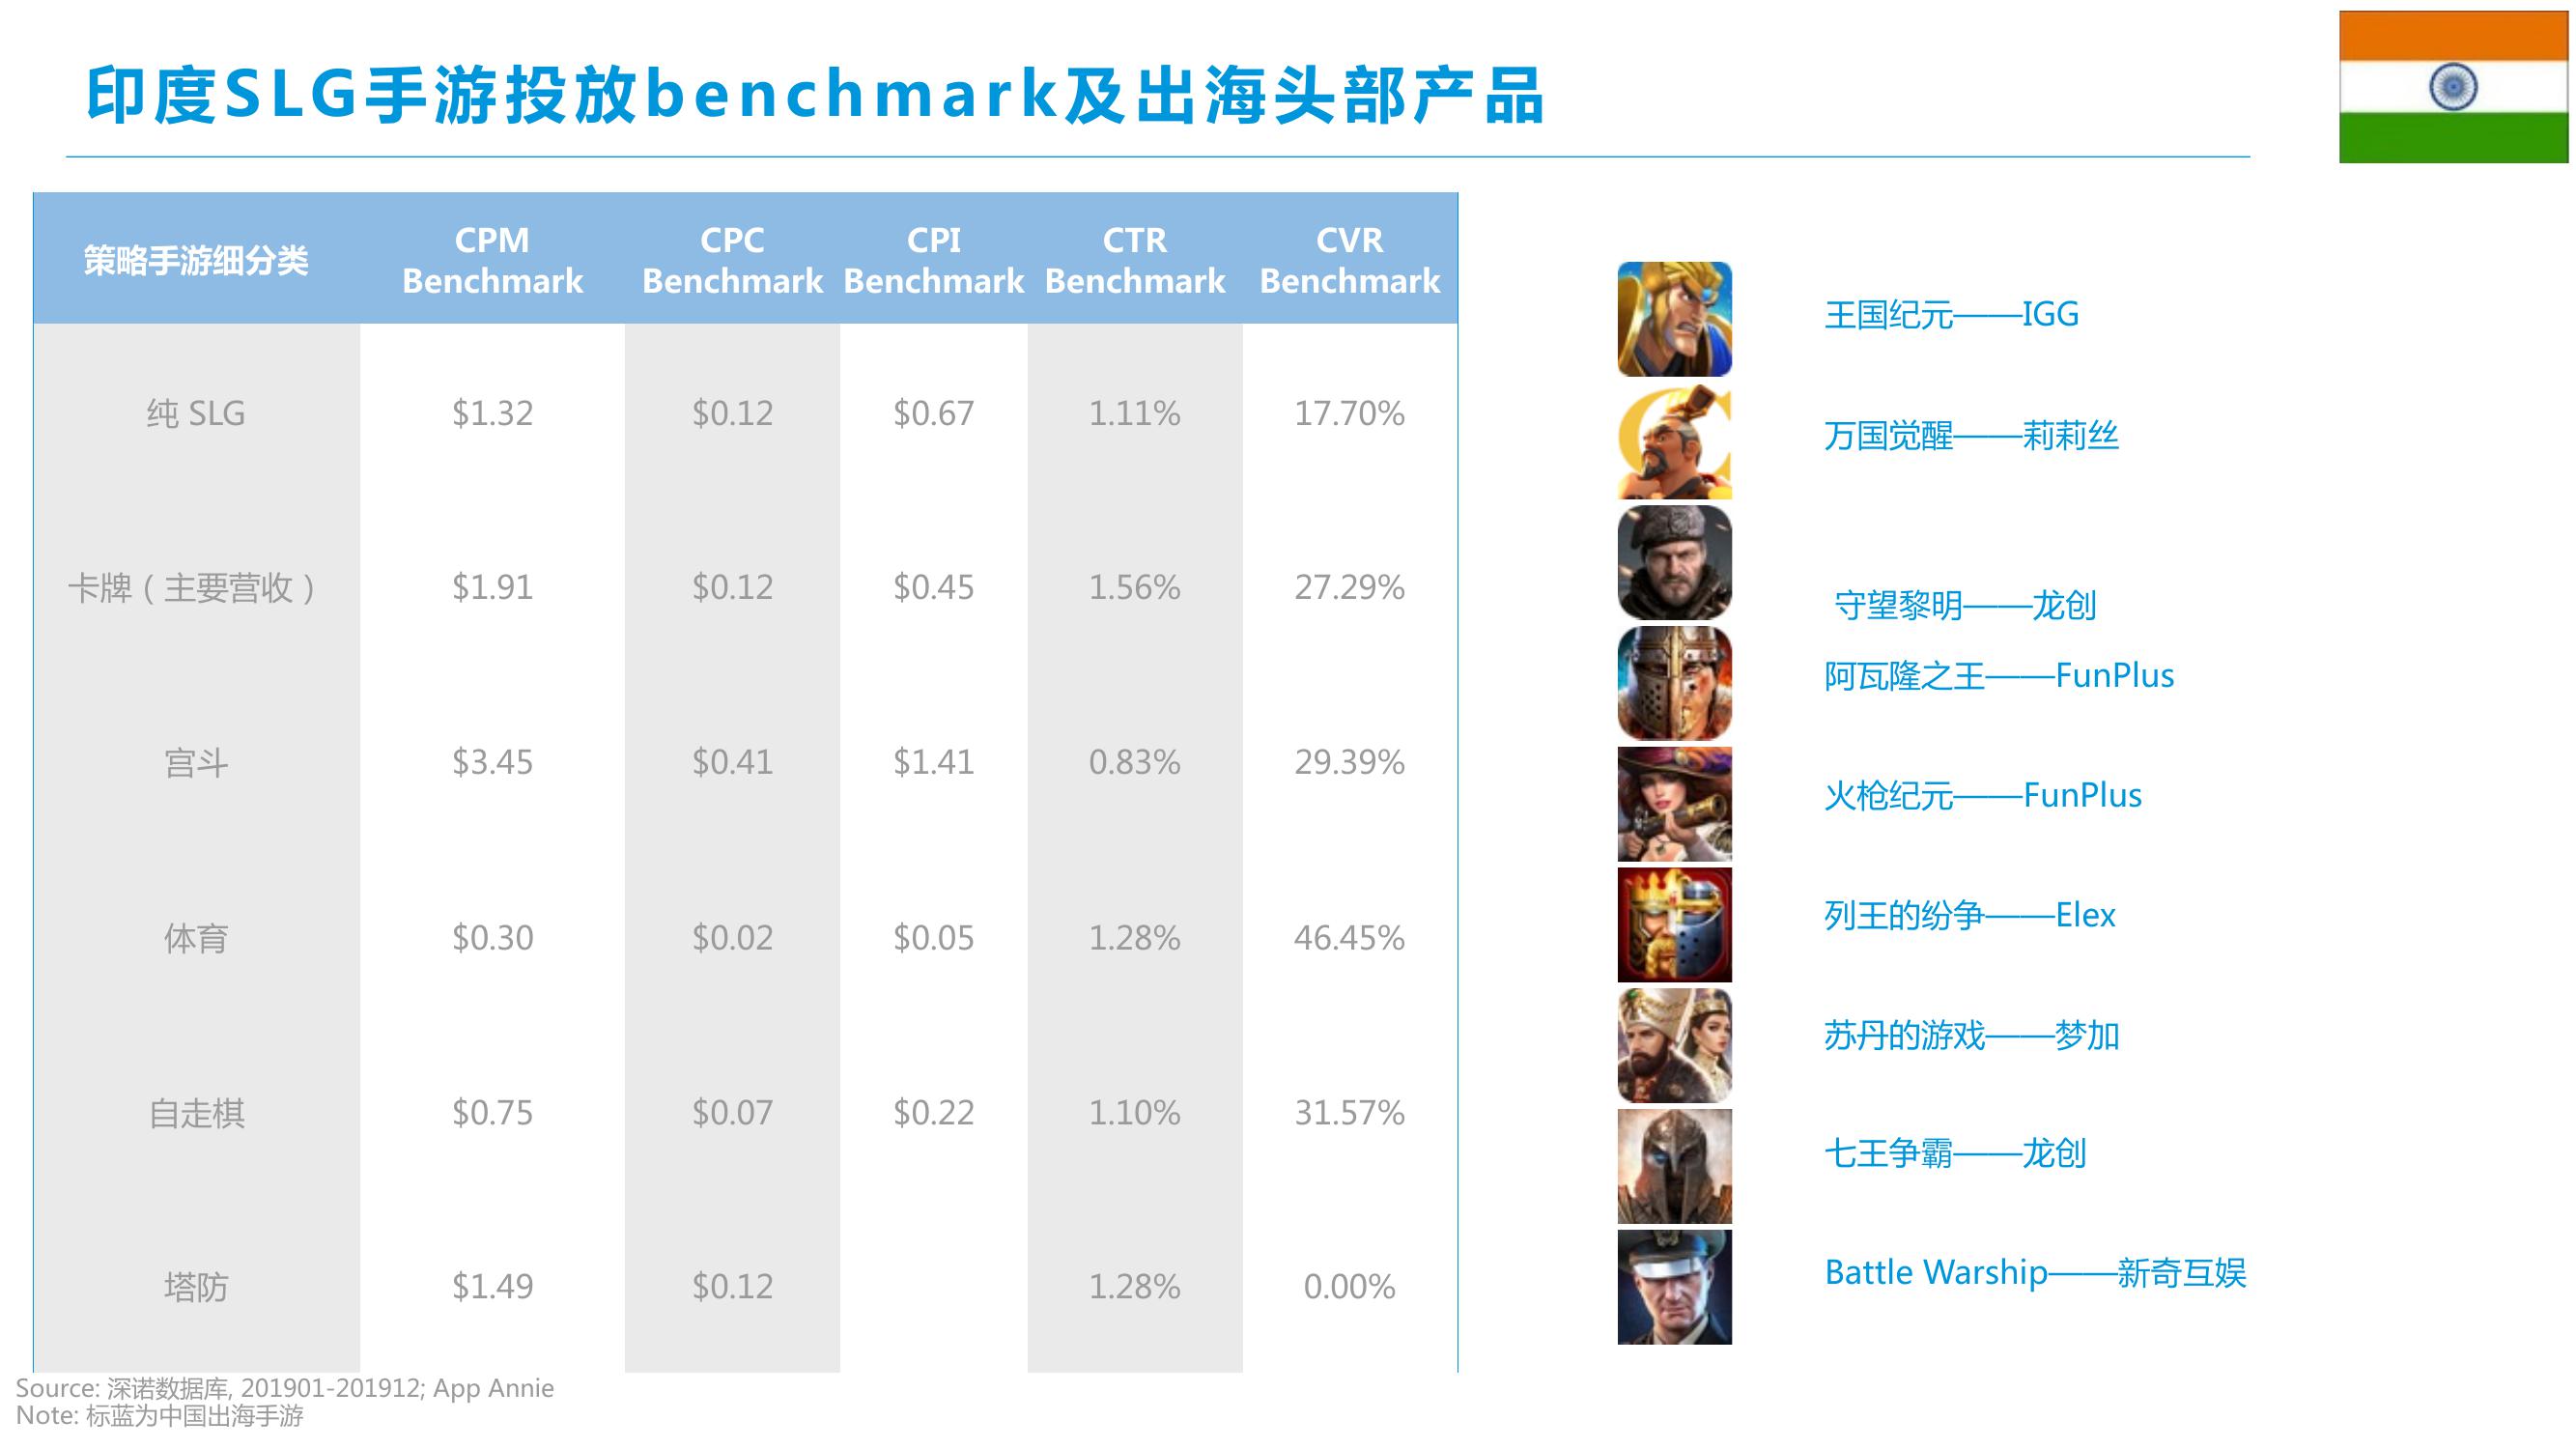 印度SLG手游投放benchmark及出海头部产品
策略手游细分类 CPM Benchmark CPC Benchmark CPI Benchmark CTR Benchmark CVR Benchmark
纯 SLG $1.32 $0.12 $0.67 1.11% 17.70%
卡牌（主要营收） $1.91 $0.12 $0.45 1.56% 27.29%
宫斗 $3.45 $0.41 $1.41 0.83% 29.39%
体育 $0.30 $0.02 $0.05 1.28% 46.45%
自走棋 $0.75 $0.07 $0.22 1.10% 31.57%
塔防 $1.49 $0.12 1.28% 0.00%
王国纪元——IGG
万国觉醒——莉莉丝
守望黎明——龙创
阿瓦隆之王——FunPlus
火枪纪元——FunPlus
列王的纷争——Elex
苏丹的游戏——梦加
七王争霸——龙创
Battle Warship——新奇互娱
Source: 深诺数据库, 201901-201912; App Annie
Note: 标蓝为中国出海手游